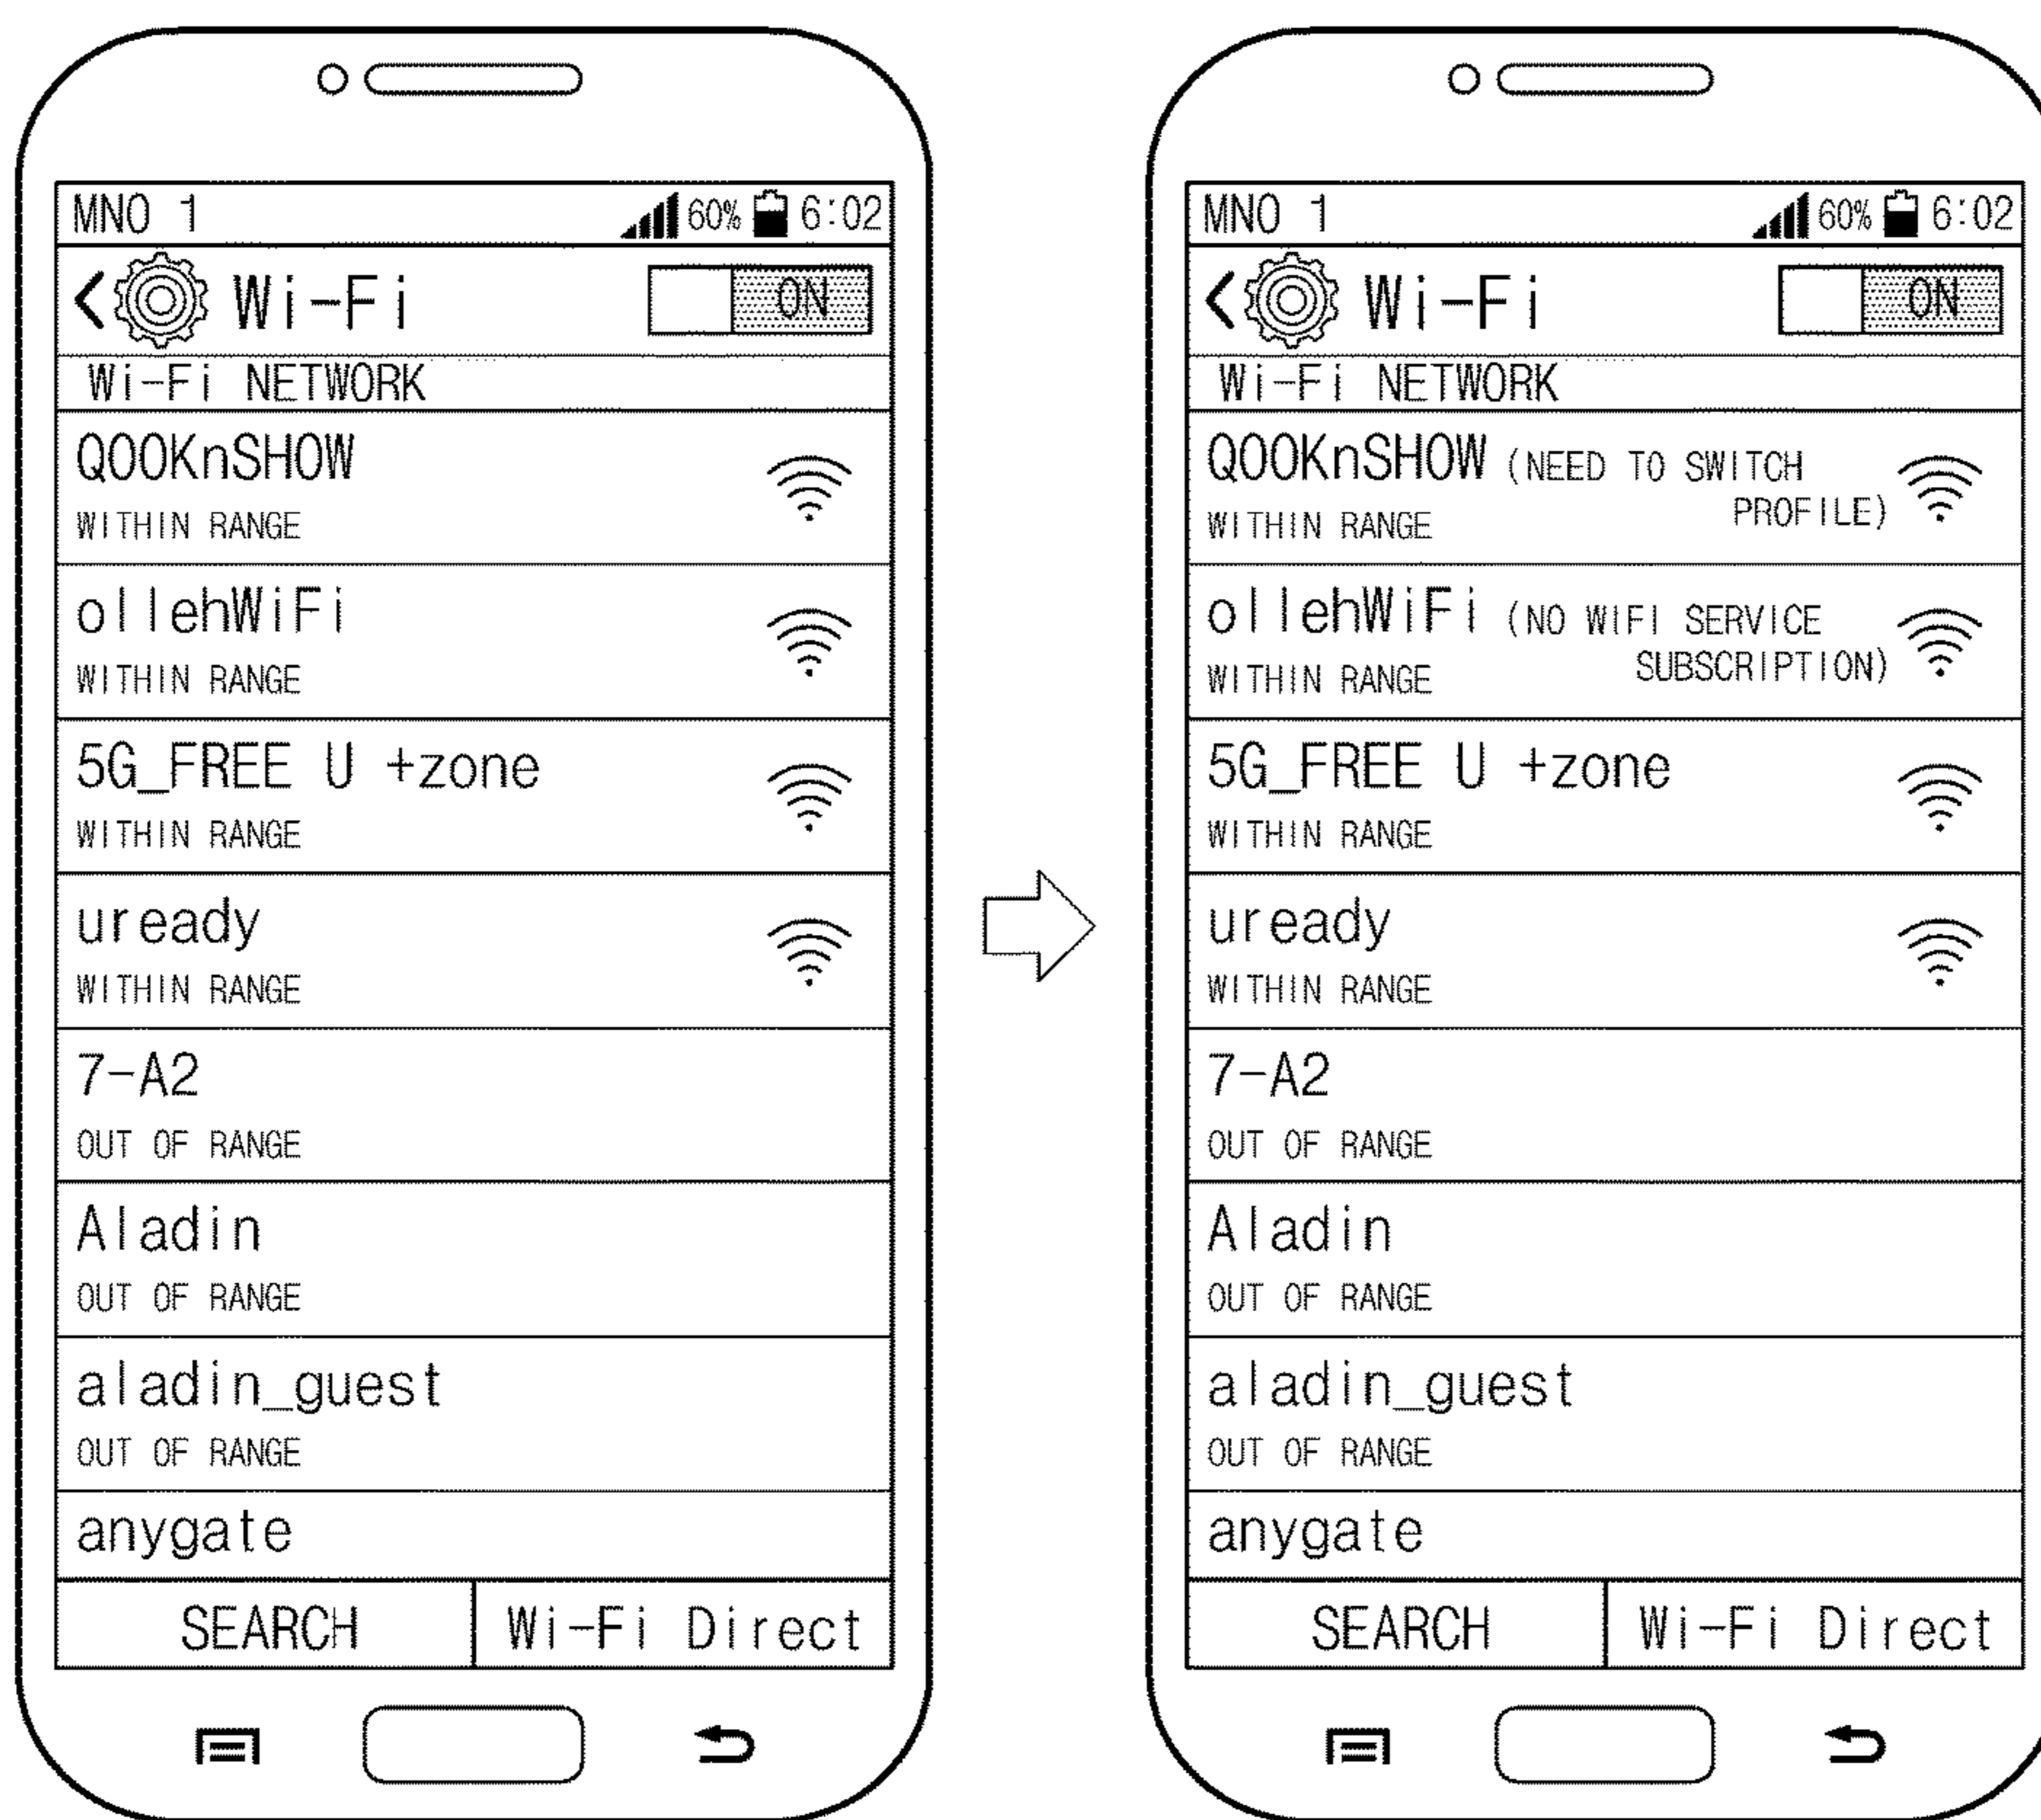 MNO 1 60% 6:02
Wi-Fi ON
Wi-Fi NETWORK
QOOKnSHOW
WITHIN RANGE
ollehWiFi
WITHIN RANGE
5G_FREE U +zone
WITHIN RANGE
uready
WITHIN RANGE
7-A2
OUT OF RANGE
Aladin
OUT OF RANGE
aladin_guest
OUT OF RANGE
anygate
SEARCH Wi-Fi Direct
MNO 1 60% 6:02
Wi-Fi ON
Wi-Fi NETWORK
QOOKnSHOW (NEED TO SWITCH
PROFILE)
WITHIN RANGE
ollehWiFi (NO WIFI SERVICE
SUBSCRIPTION)
WITHIN RANGE
5G_FREE U +zone
WITHIN RANGE
uready
WITHIN RANGE
7-A2
OUT OF RANGE
Aladin
OUT OF RANGE
aladin_guest
OUT OF RANGE
anygate
SEARCH Wi-Fi Direct